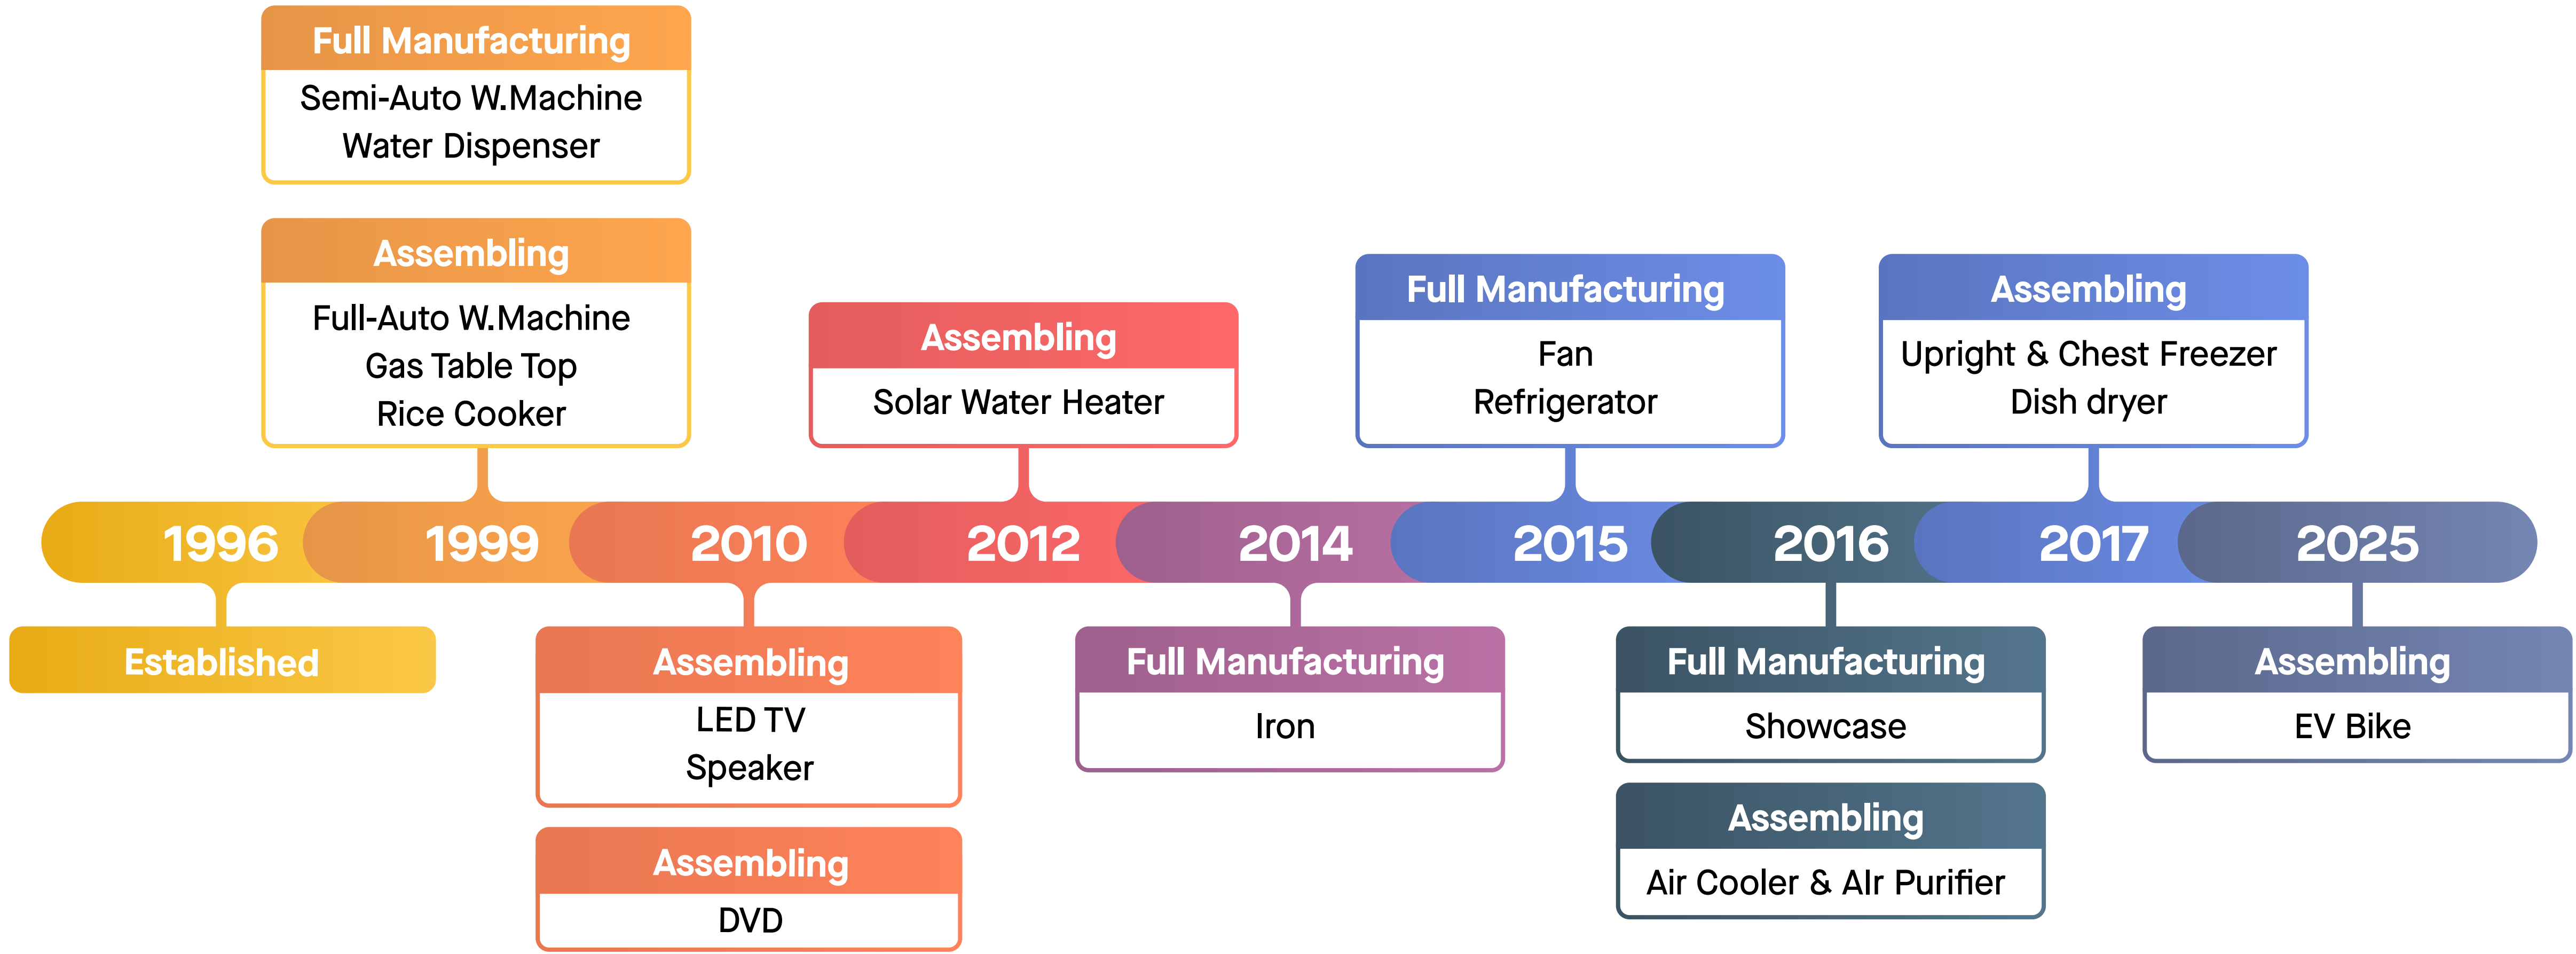 Full Manufacturing
Semi-Auto W.Machine
Water Dispenser
Assembling
Full-Auto W.Machine
Gas Table Top
Rice Cooker
Assembling
Solar Water Heater
Full Manufacturing
Fan
Refrigerator
Assembling
Upright & Chest Freezer
Dish dryer
1996
1999
2010
2012
2014
2015
2016
2017
2025
Established
Assembling
LED TV
Speaker
Assembling
DVD
Full Manufacturing
Iron
Full Manufacturing
Showcase
Assembling
Air Cooler & AIr Purifier
Assembling
EV Bike